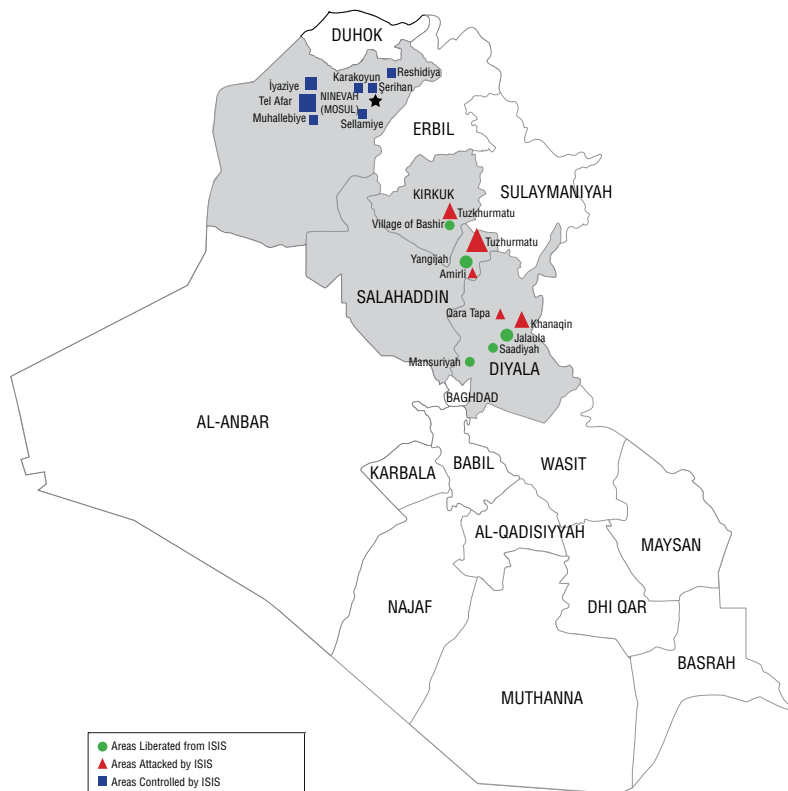 DUHOK
Karakoyun
Reshidiya
İyaziye
Şerihan
Tel Afar
NINEVAH
(MOSUL)
Muhallebiye
Sellamiye
ERBIL
KIRKUK
SULAYMANIYAH
Tuzkhurmatu
Village of Bashir
Tuzhurmatu
Yangijah
Amirli
SALAHADDIN
Qara Tapa
Khanaqin
Jalaula
Saadiyah
Mansuriyah
DIYALA
BAGHDAD
AL-ANBAR
BABIL
WASIT
KARBALA
AL-QADISIYYAH
MAYSAN
NAJAF
DHI QAR
BASRAH
MUTHANNA
Areas Liberated from ISIS
Areas Attacked by ISIS
Areas Controlled by ISIS